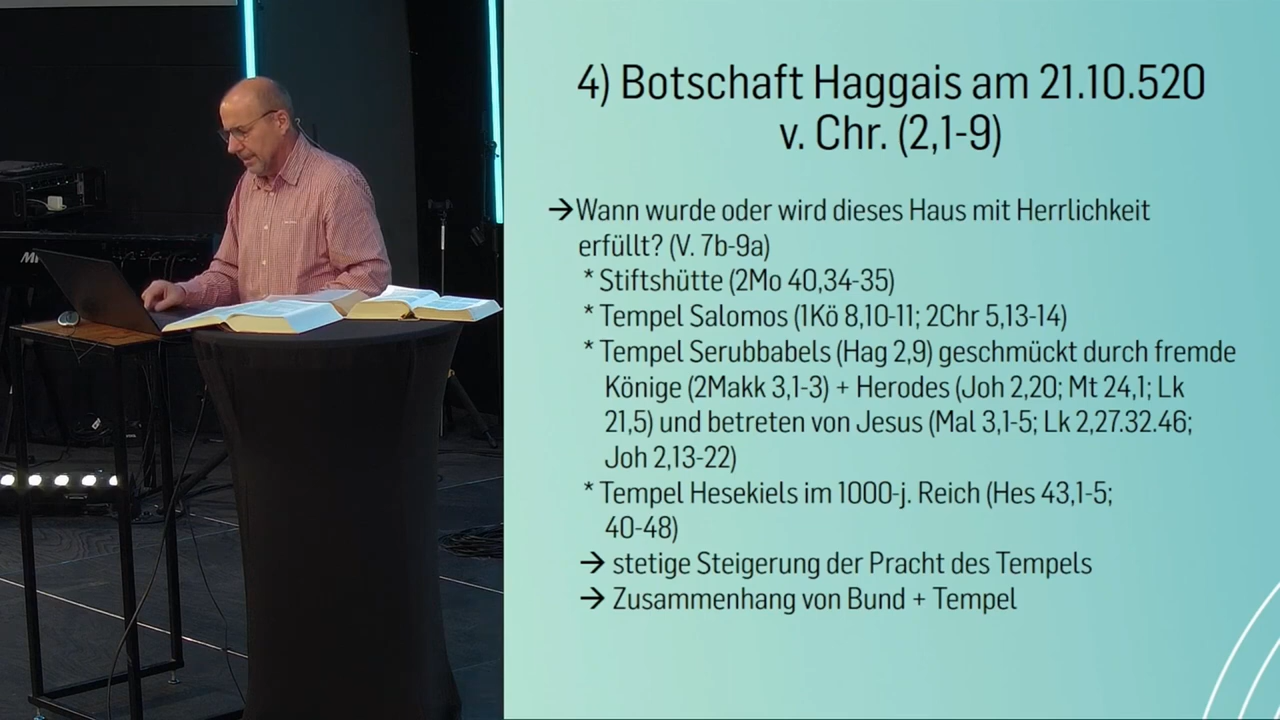 4) Botschaft Haggais am 21.10.520
v. Chr. (2,1-9)
→Wann wurde oder wird dieses Haus mit Herrlichkeit
erfüllt? (V. 7b-9a)
* Stiftshütte (2Mo 40,34-35)
* Tempel Salomos (1Kö 8,10-11; 2Chr 5,13-14)
* Tempel Serubbabels (Hag 2,9) geschmückt durch fremde
Könige (2Makk 3,1-3) + Herodes (Joh 2,20; Mt 24,1; Lk
21,5) und betreten von Jesus (Mal 3,1-5; Lk 2,27.32.46;
Joh 2,13-22)
* Tempel Hesekiels im 1000-j. Reich (Hes 43,1-5;
40-48)
→ stetige Steigerung der Pracht des Tempels
→ Zusammenhang von Bund + Tempel